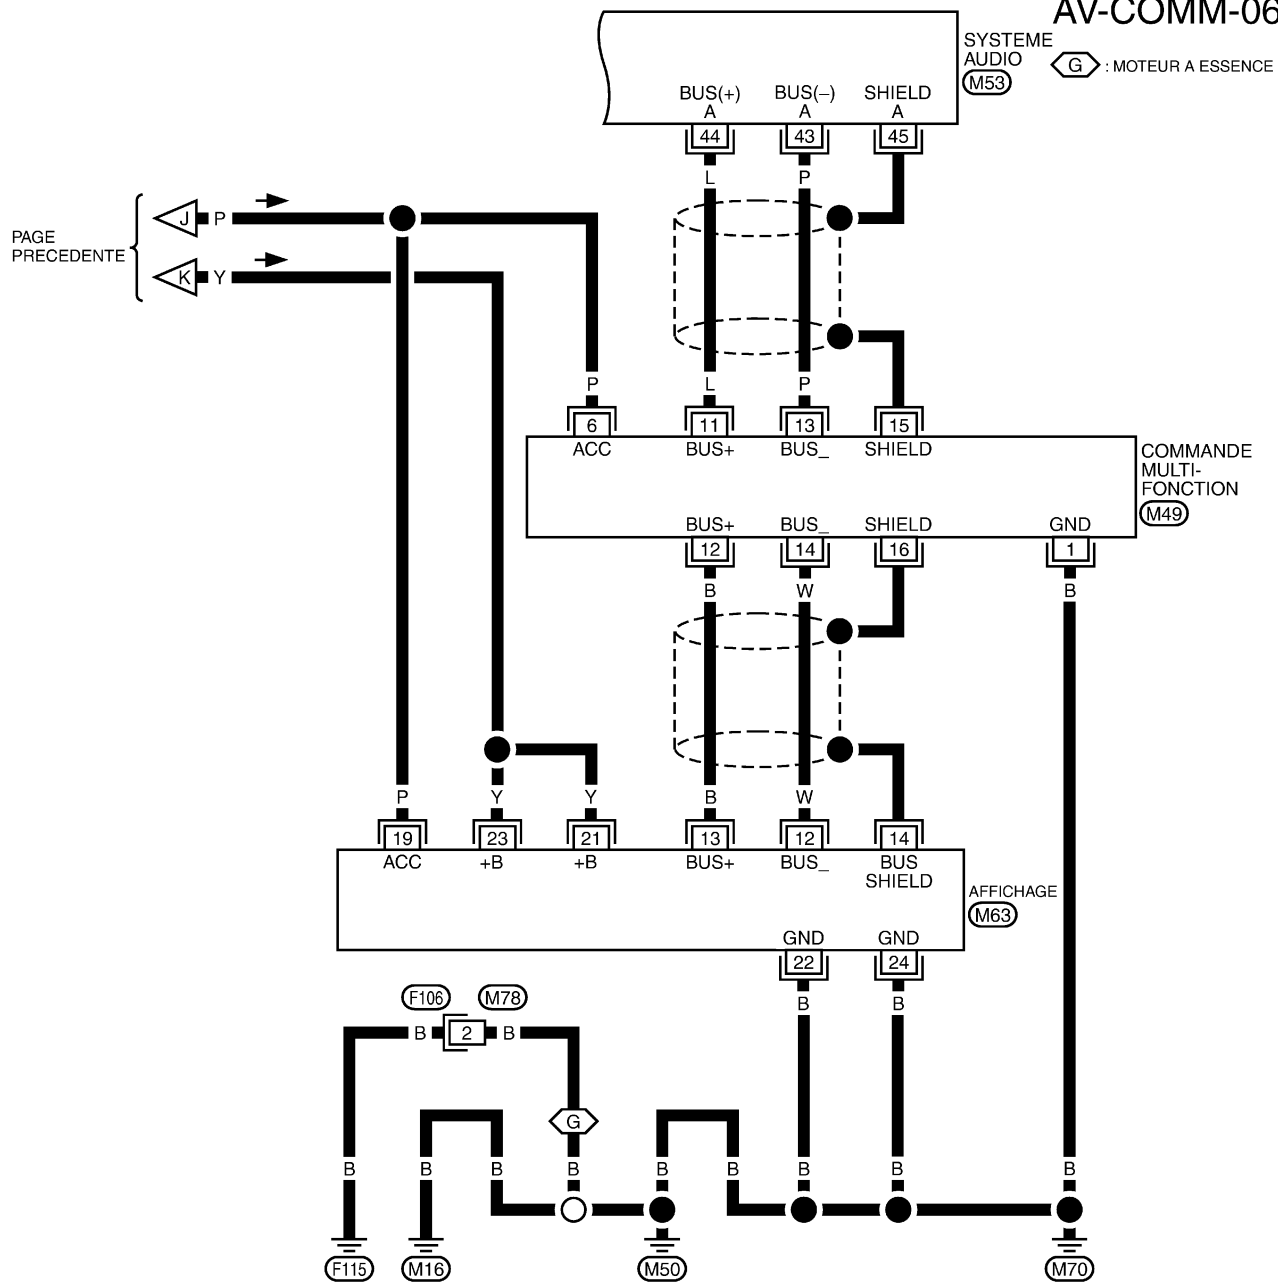 AV-COMM-06
SYSTEME
AUDIO
M53
G : MOTEUR A ESSENCE
BUS(+) BUS(–) SHIELD
A A A
44 43 45
L P
J P
PAGE
PRECEDENTE
K Y
P L P
6 11 13 15
ACC BUS+ BUS_ SHIELD
COMMANDE
MULTI-
FONCTION
M49
BUS+ BUS_ SHIELD GND
12 14 16 1
B W B
P Y Y B W
19 23 21 13 12 14
ACC +B +B BUS+ BUS_ BUS
SHIELD
AFFICHAGE
M63
GND GND
22 24
F106 M78
B B
B 2 B
G
B B B B B B B B B
F115 M16 M50 M70